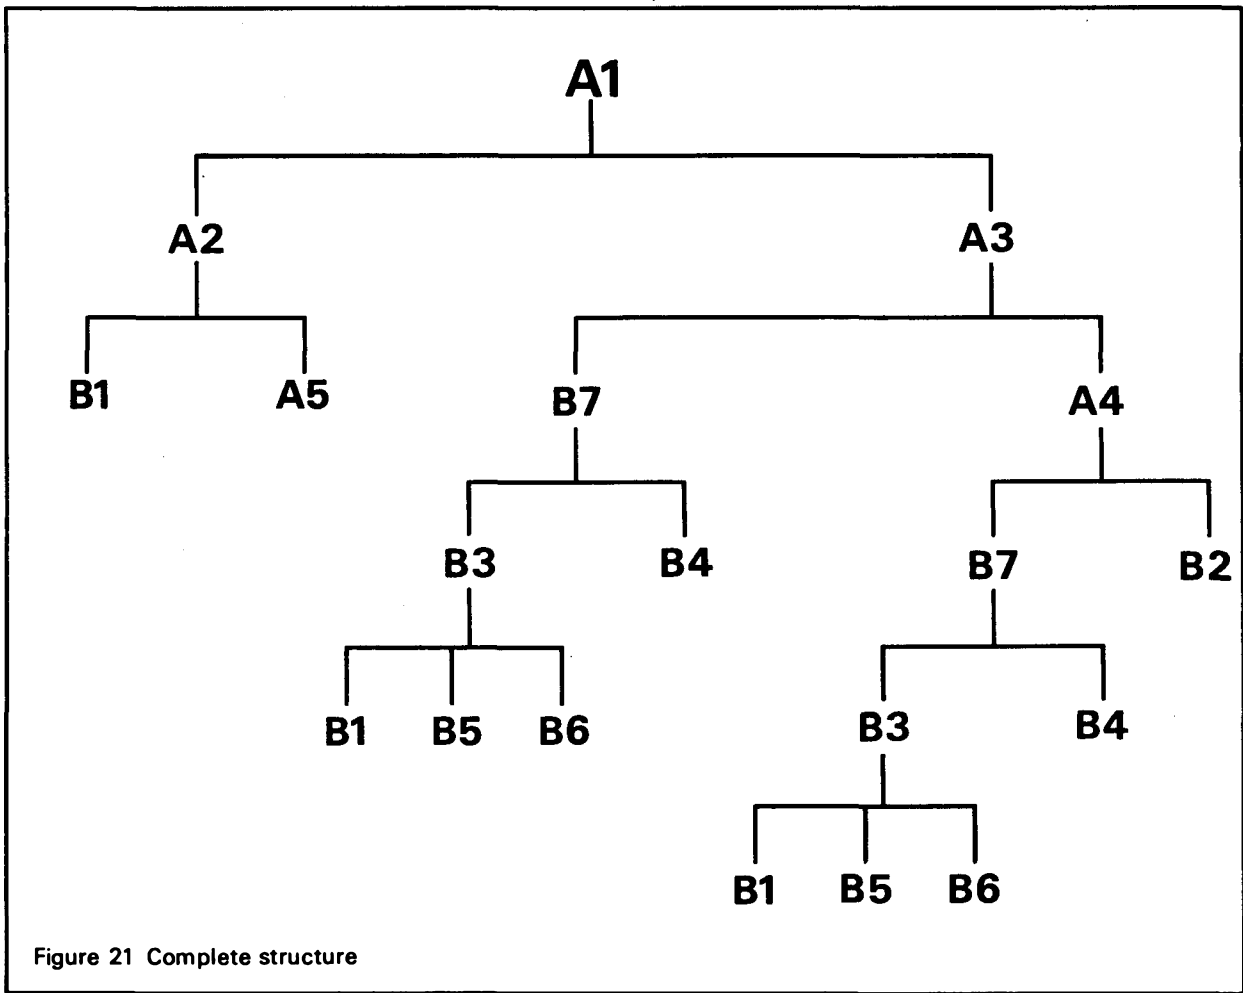 A1
A2 A3
B1 A5 B7 A4
B3 B4 B7 B2
B1 B5 B6 B3 B4
B1 B5 B6
Figure 21 Complete structure